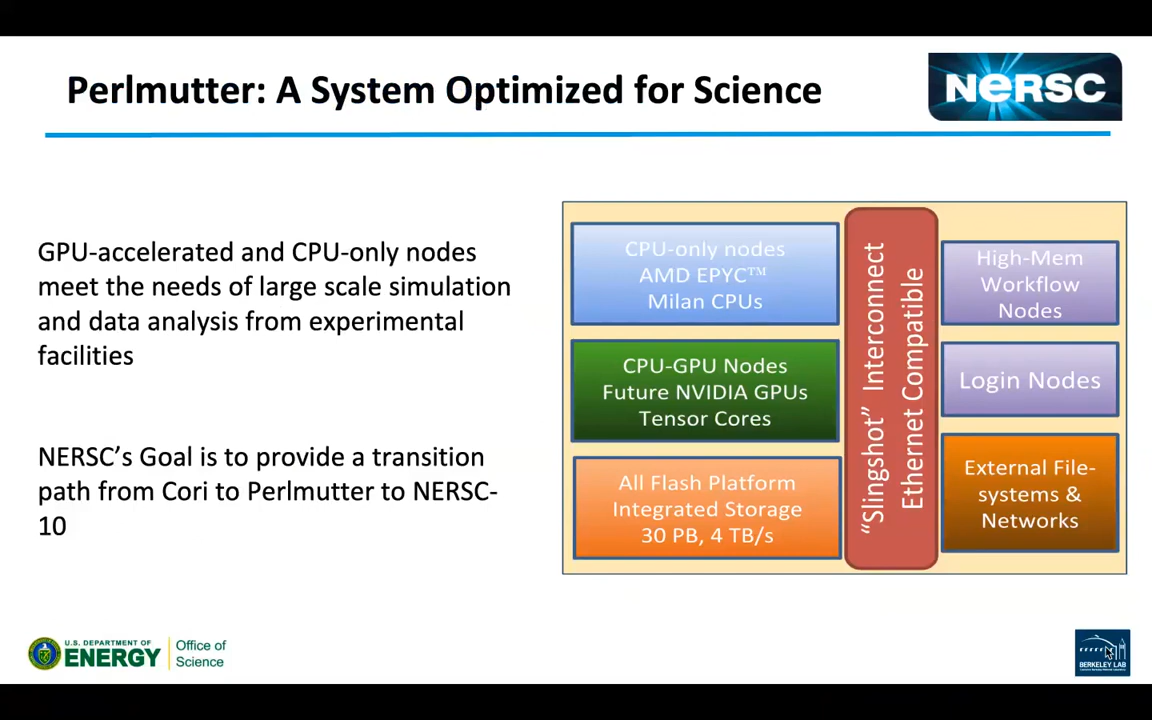 Perlmutter: A System Optimized for Science
NERSC
GPU-accelerated and CPU-only nodes
meet the needs of large scale simulation
and data analysis from experimental
facilities
NERSC’s Goal is to provide a transition
path from Cori to Perlmutter to NERSC-
10
CPU-only nodes
AMD EPYC™
Milan CPUs
CPU-GPU Nodes
Future NVIDIA GPUs
Tensor Cores
All Flash Platform
Integrated Storage
30 PB, 4 TB/s
“Slingshot” Interconnect
Ethernet Compatible
High-Mem
Workflow
Nodes
Login Nodes
External File-
systems &
Networks
U.S. DEPARTMENT OF
ENERGY
Office of
Science
BERKELEY LAB